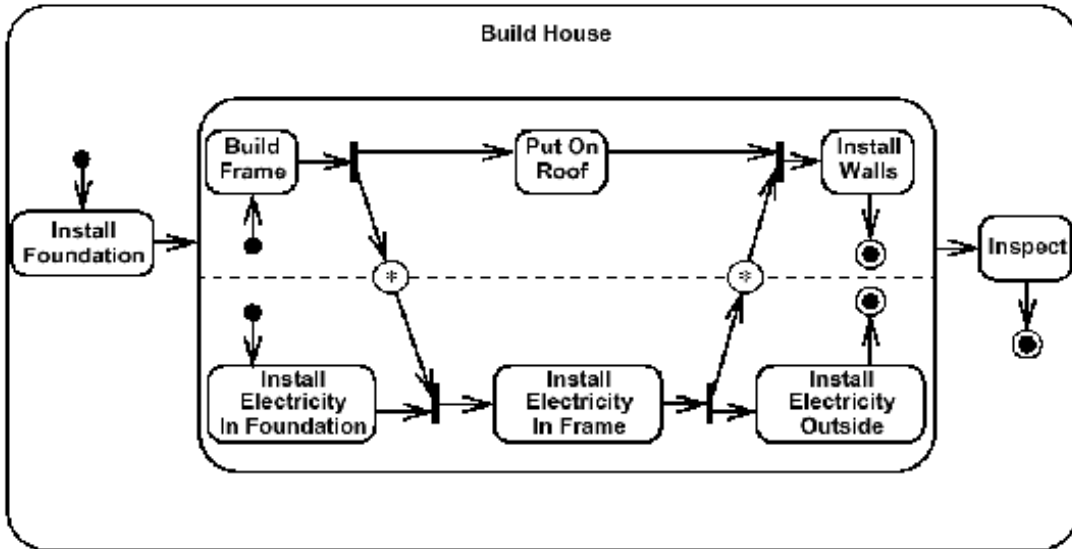 Build House
Build
Frame
Put On
Roof
Install
Walls
Install
Foundation
Inspect
*
*
Install
Electricity
In Foundation
Install
Electricity
In Frame
Install
Electricity
Outside